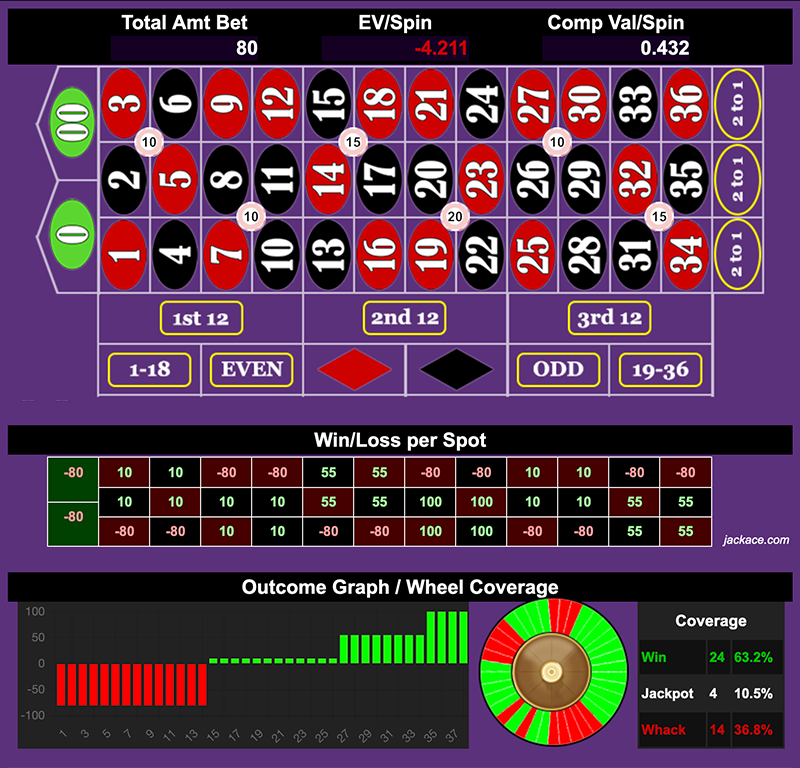 Total Amt Bet EV/Spin Comp Val/Spin
80 -4.211 0.432
00 3 6 9 12 15 18 21 24 27 30 33 36 2 to 1
10 15 10
2 5 8 11 14 17 20 23 26 29 32 35 2 to 1
10 20 15
0 1 4 7 10 13 16 19 22 25 28 31 34 2 to 1
1st 12 2nd 12 3rd 12
1-18 EVEN ODD 19-36
Win/Loss per Spot
-80 10 10 -80 -80 55 55 -80 -80 10 10 -80 -80
10 10 10 10 55 55 100 100 10 10 55 55
-80 -80 -80 10 10 -80 -80 100 100 -80 -80 55 55
jackace.com
Outcome Graph / Wheel Coverage
100
50
0
-50
-100
1 3 5 7 9 11 13 15 17 19 21 23 25 27 29 31 33 35 37
Coverage
Win 24 63.2%
Jackpot 4 10.5%
Whack 14 36.8%